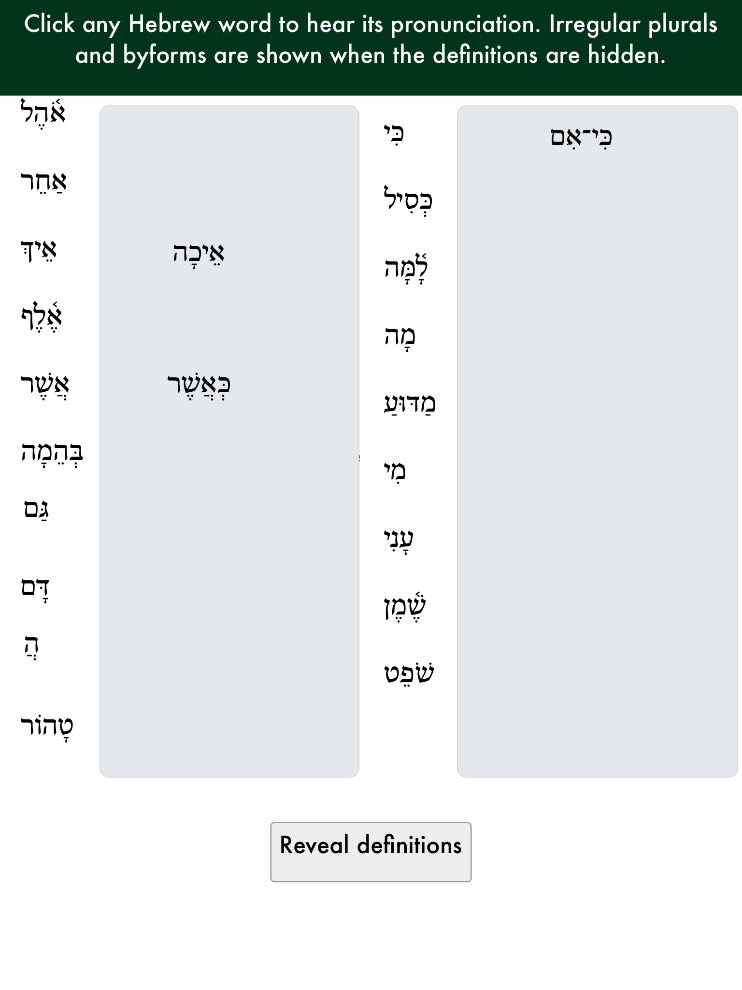 Click any Hebrew word to hear its pronunciation. Irregular plurals
and byforms are shown when the definitions are hidden.
אֹ֫הֶל
אַחֵר
אֵיךְ אֵיכָה
אֶ֫לֶף
אֲשֶׁר כְּאֲשֶׁר
בְּהֵמָה
גַּם
דָּם
הֲ
טָהוֹר
כִּי כִּי־אִם
כְּסִיל
לָ֫מָּה
מָה
מַדּוּעַ
מִי
עָנִי
שֶׁ֫מֶן
שֹׁפֵט
Reveal definitions